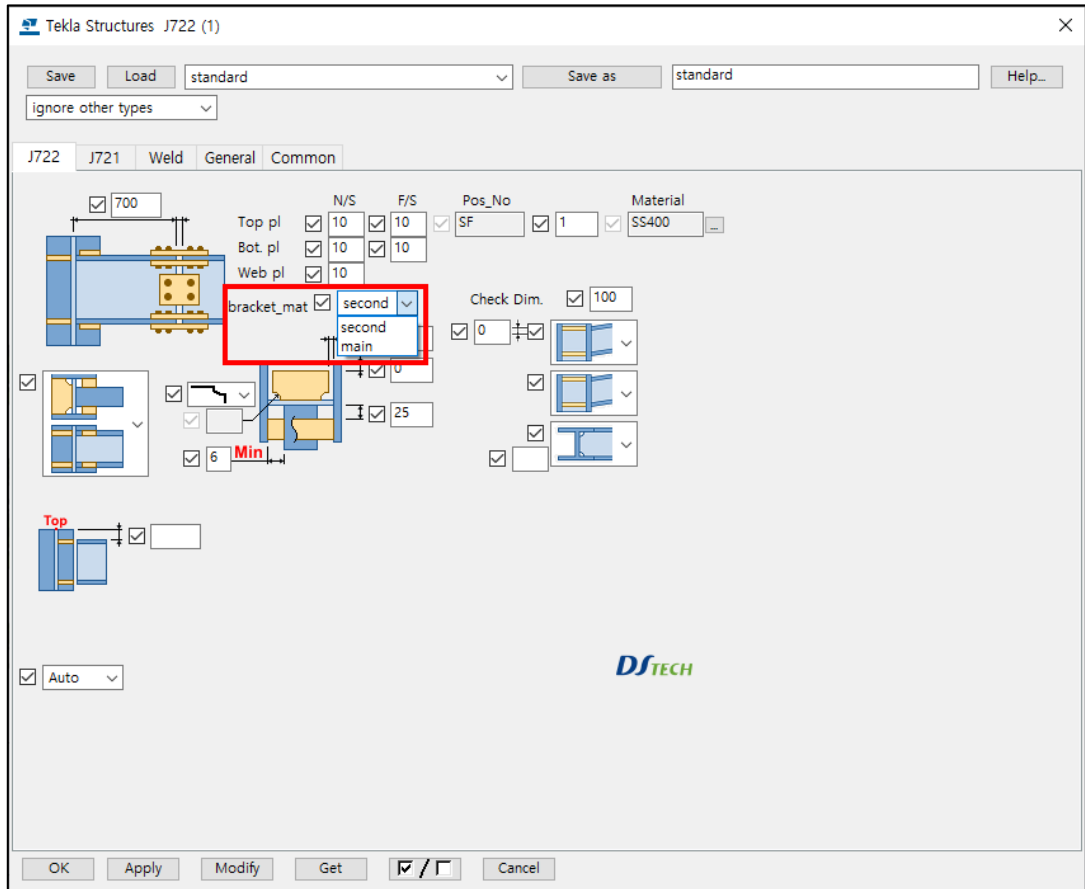 Tekla Structures J722 (1)
Save Load standard Save as standard Help...
ignore other types
J722 J721 Weld General Common
700
N/S F/S Pos_No Material
Top pl 10 10 SF 1 SS400 ...
Bot. pl 10 10
Web pl 10
bracket_mat second
second
main
Check Dim. 100
0
0
25
6 Min
Top
Auto
DSTECH
OK Apply Modify Get / Cancel